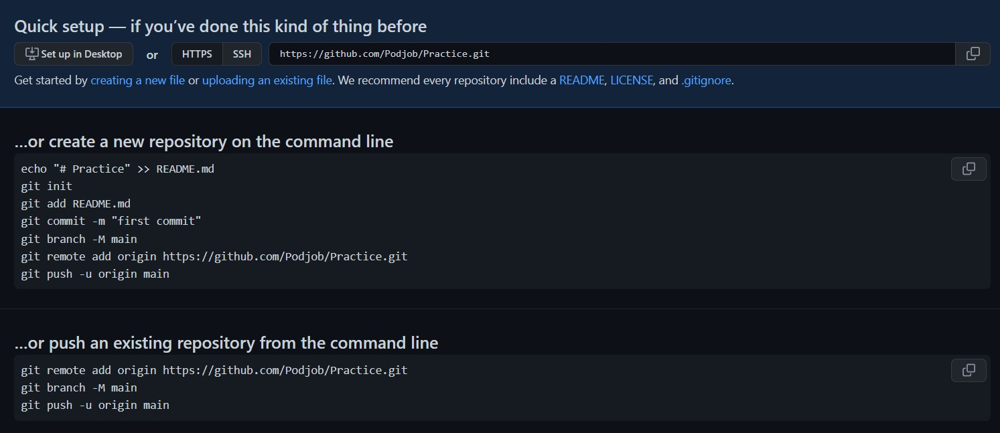 Quick setup — if you’ve done this kind of thing before
Set up in Desktop or HTTPS SSH https://github.com/Podjob/Practice.git
Get started by creating a new file or uploading an existing file. We recommend every repository include a README, LICENSE, and .gitignore.
…or create a new repository on the command line
echo "# Practice" >> README.md
git init
git add README.md
git commit -m "first commit"
git branch -M main
git remote add origin https://github.com/Podjob/Practice.git
git push -u origin main
…or push an existing repository from the command line
git remote add origin https://github.com/Podjob/Practice.git
git branch -M main
git push -u origin main